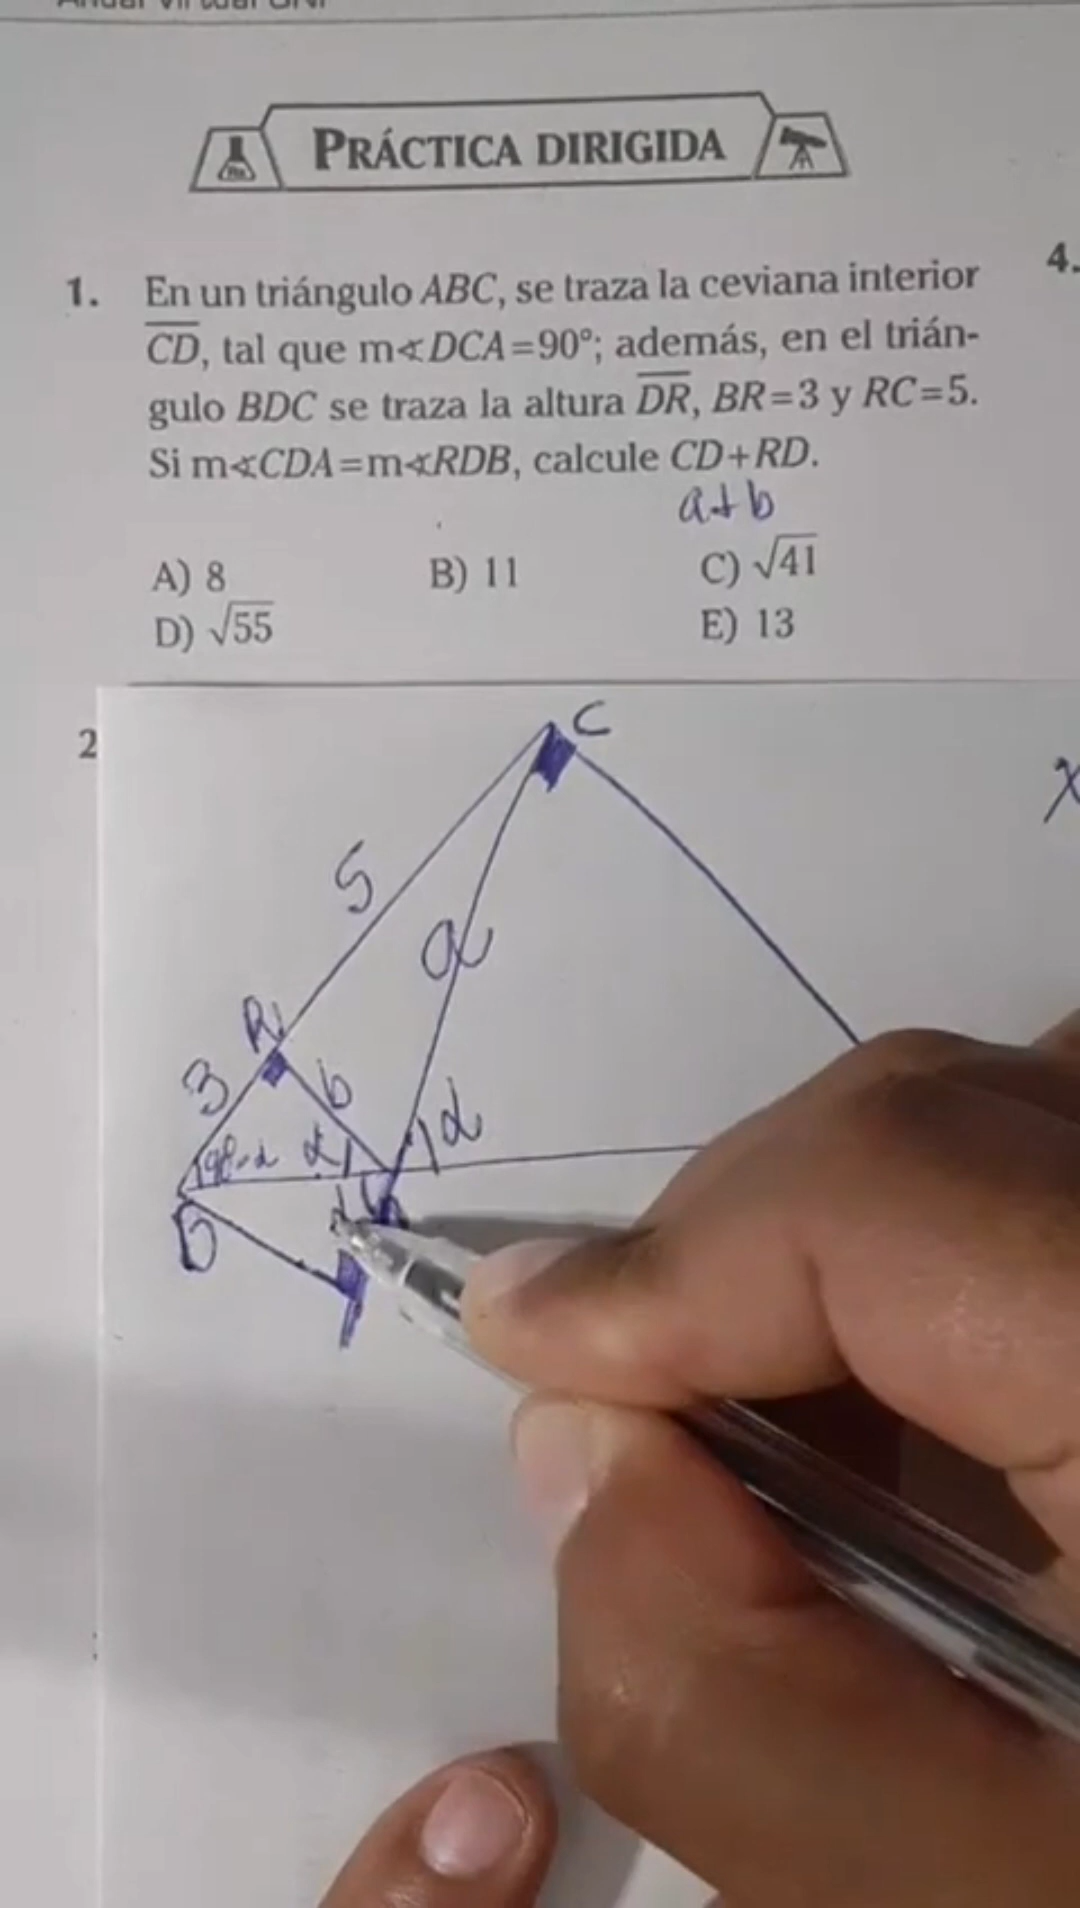 PRÁCTICA DIRIGIDA
1. En un triángulo ABC, se traza la ceviana interior
CD, tal que m∢DCA=90°; además, en el trián-
gulo BDC se traza la altura DR, BR=3 y RC=5.
Si m∢CDA=m∢RDB, calcule CD+RD.
a+b
A) 8 B) 11 C) √41
D) √55 E) 13
4.
2
C
x
5
a
R
3
b
90-α α α
B